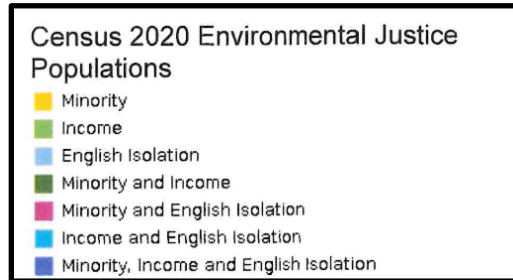 Census 2020 Environmental Justice
Populations
Minority
Income
English Isolation
Minority and Income
Minority and English Isolation
Income and English Isolation
Minority, Income and English Isolation